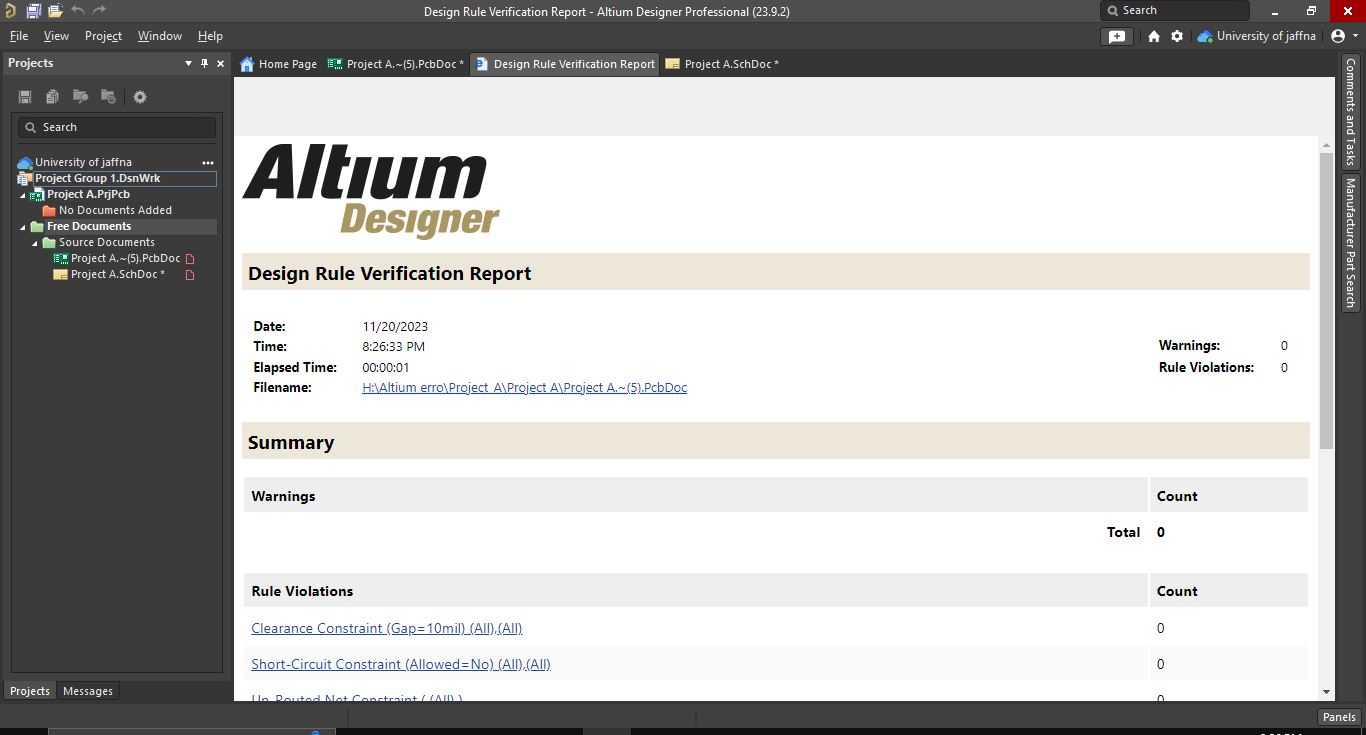 Design Rule Verification Report - Altium Designer Professional (23.9.2)
Search
File View Project Window Help
University of jaffna
Projects
Home Page
Project A.~(5).PcbDoc *
Design Rule Verification Report
Project A.SchDoc *
Search
University of jaffna
Project Group 1.DsnWrk
Project A.PrjPcb
No Documents Added
Free Documents
Source Documents
Project A.~(5).PcbDoc
Project A.SchDoc *
Altium
Designer
Design Rule Verification Report
Date: 11/20/2023
Time: 8:26:33 PM
Elapsed Time: 00:00:01
Filename: H:\Altium erro\Project A\Project A\Project A.~(5).PcbDoc
Warnings: 0
Rule Violations: 0
Summary
Warnings Count
Total 0
Rule Violations Count
Clearance Constraint (Gap=10mil) (All),(All) 0
Short-Circuit Constraint (Allowed=No) (All),(All) 0
Un-Routed Net Constraint ( (All) ) 0
Comments and Tasks
Manufacturer Part Search
Projects Messages
Panels